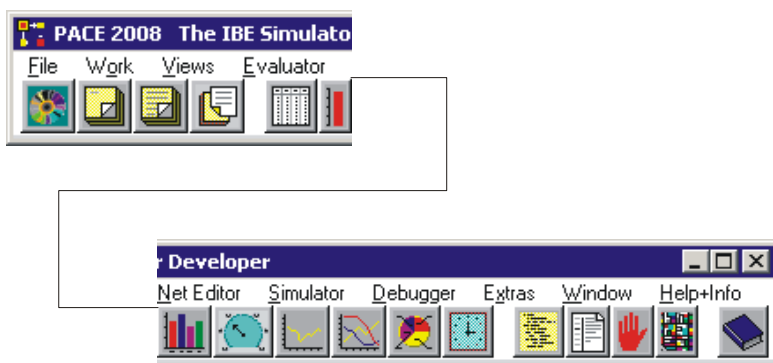 PACE 2008 The IBE Simulato
File Work Views Evaluator
r Developer
Net Editor Simulator Debugger Extras Window Help+Info